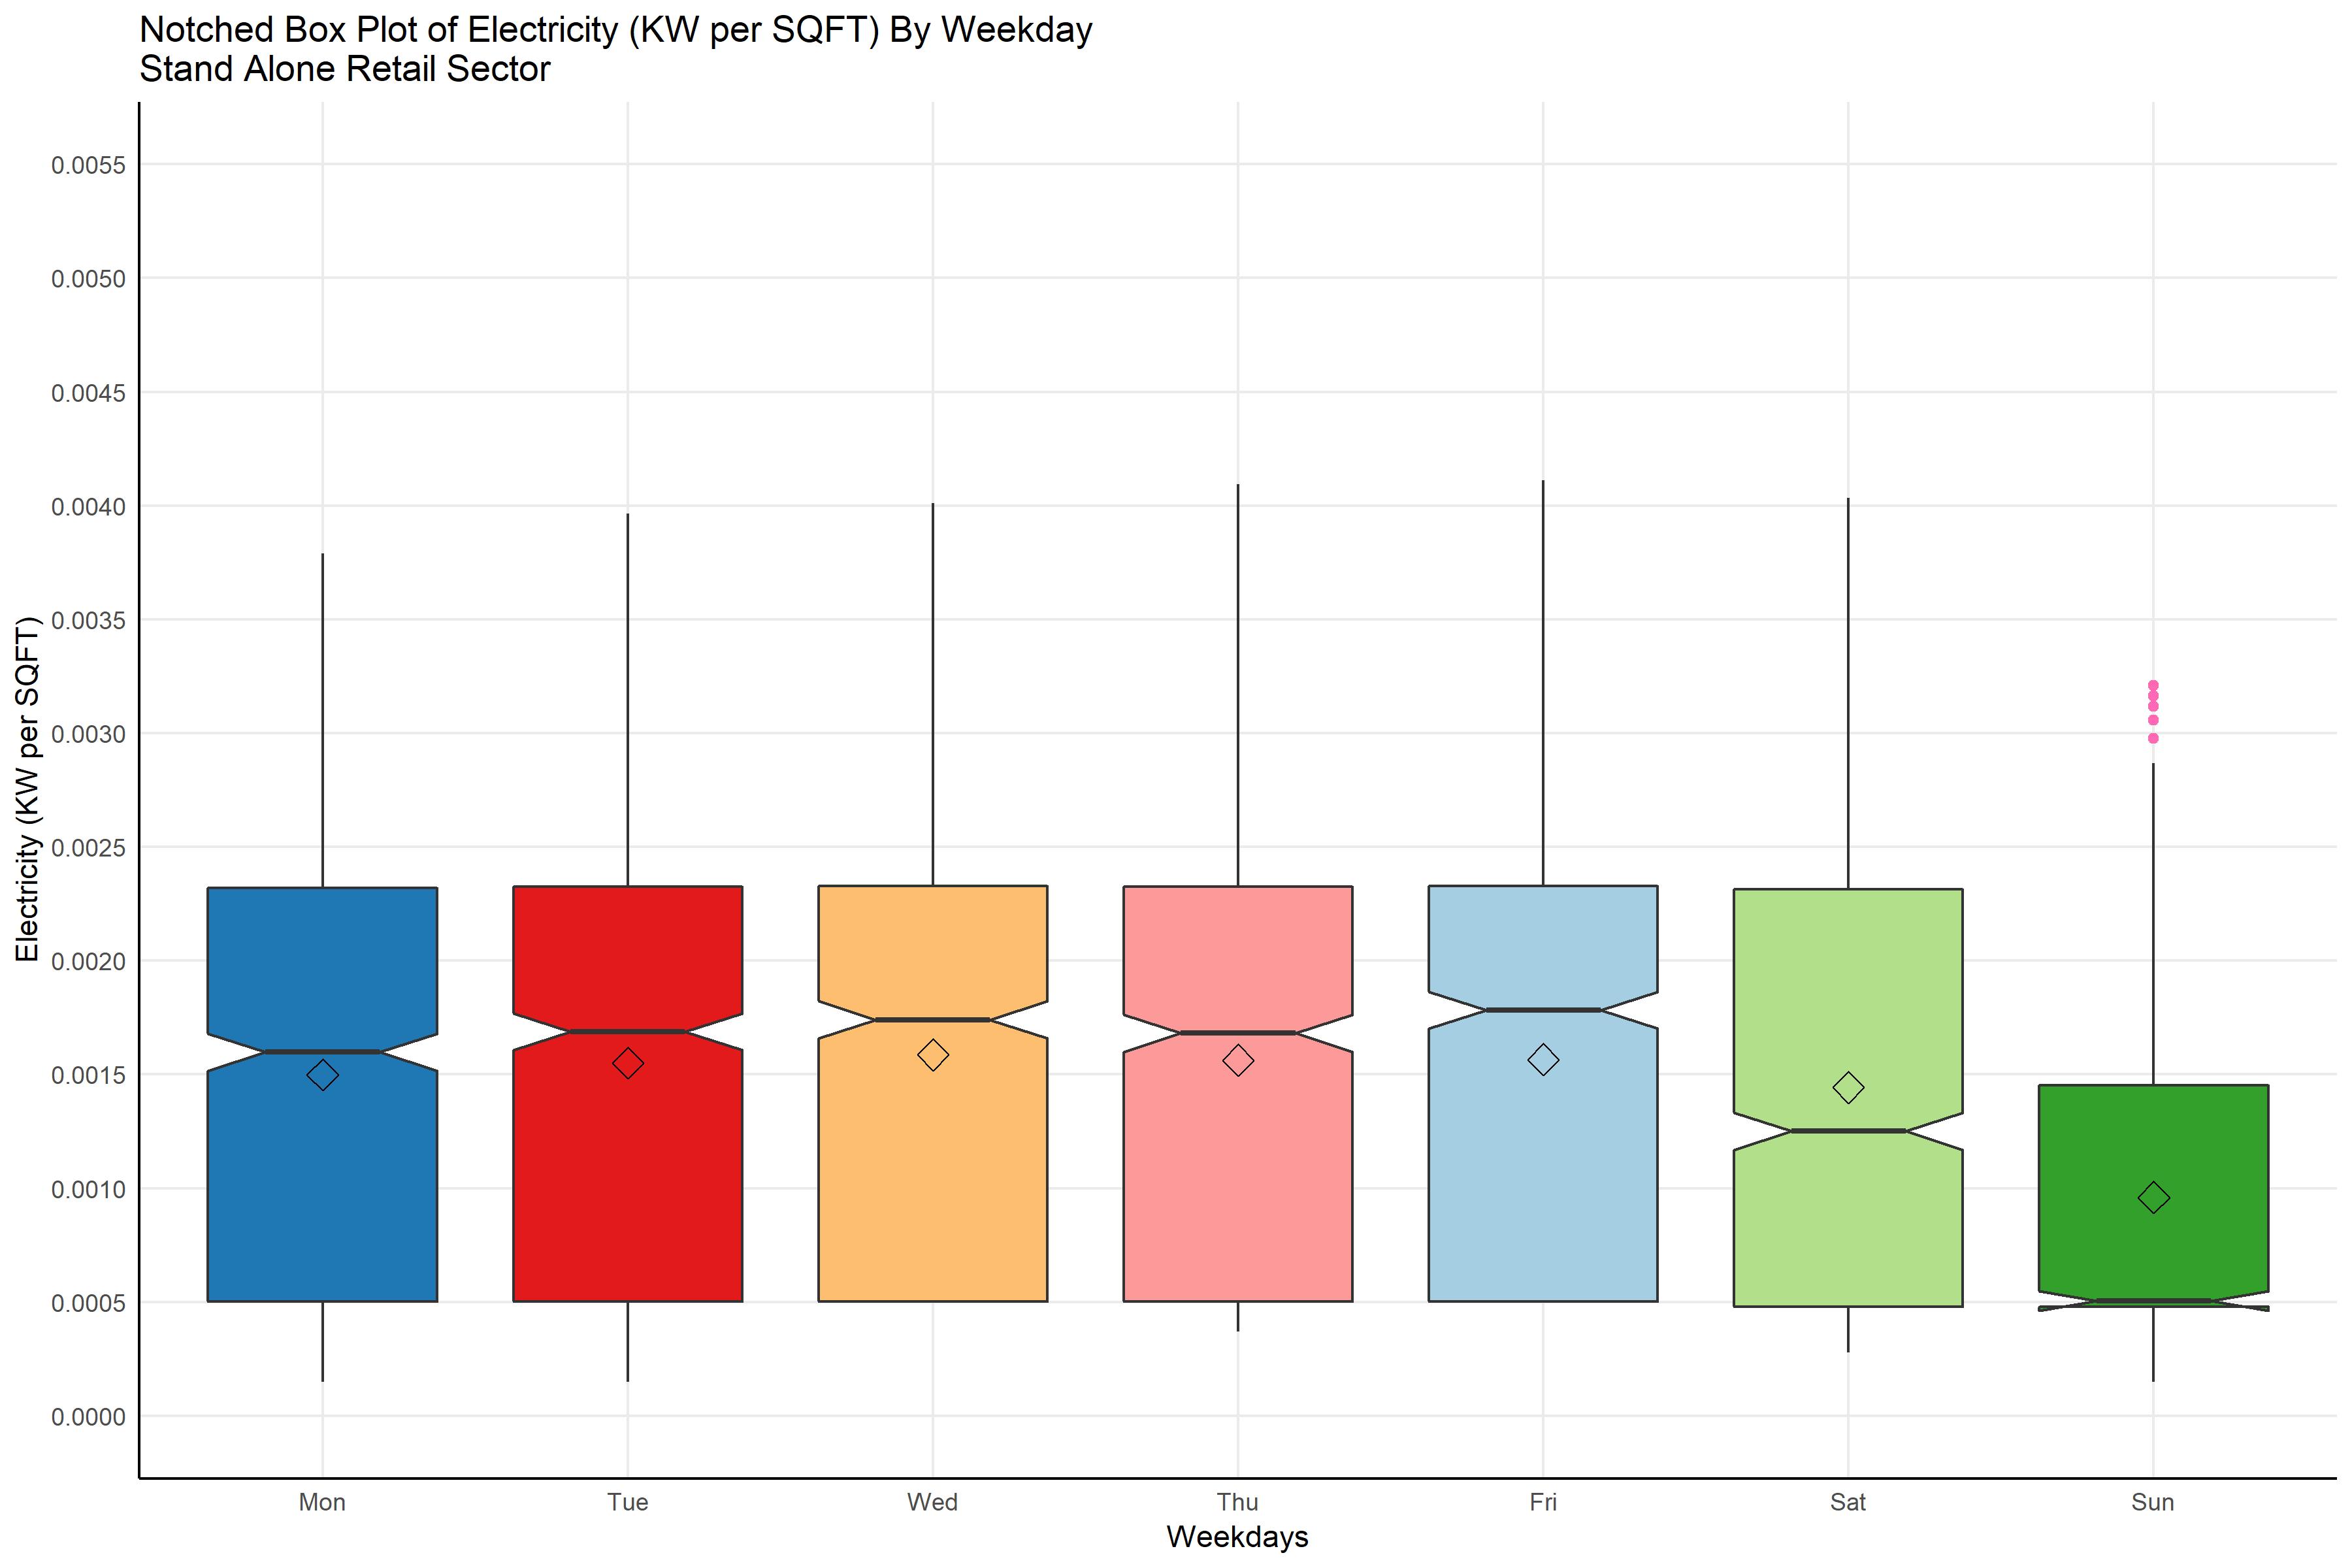 Notched Box Plot of Electricity (KW per SQFT) By Weekday
Stand Alone Retail Sector
Electricity (KW per SQFT)
0.0055
0.0050
0.0045
0.0040
0.0035
0.0030
0.0025
0.0020
0.0015
0.0010
0.0005
0.0000
Mon Tue Wed Thu Fri Sat Sun
Weekdays